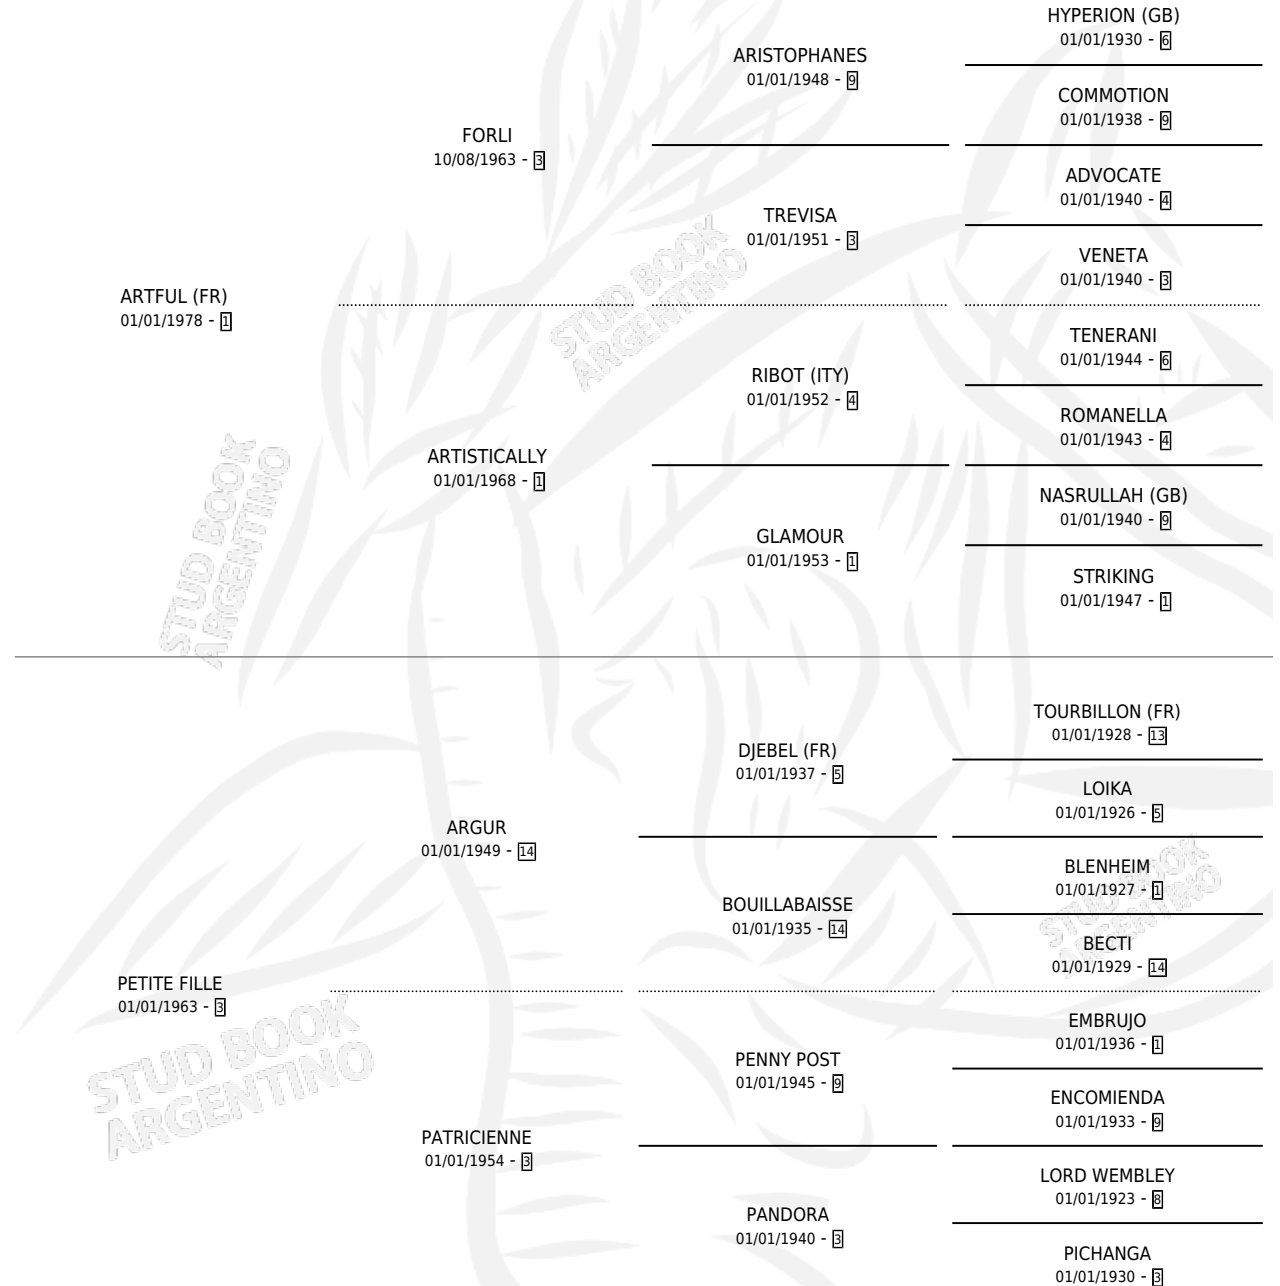 HYPERION (GB)
01/01/1930 - 6
ARISTOPHANES
01/01/1948 - 9
COMMOTION
01/01/1938 - 9
FORLI
10/08/1963 - 3
ADVOCATE
01/01/1940 - 4
TREVISA
01/01/1951 - 3
VENETA
01/01/1940 - 3
ARTFUL (FR)
01/01/1978 - 1
TENERANI
01/01/1944 - 6
RIBOT (ITY)
01/01/1952 - 4
ROMANELLA
01/01/1943 - 4
ARTISTICALLY
01/01/1968 - 1
NASRULLAH (GB)
01/01/1940 - 9
GLAMOUR
01/01/1953 - 1
STRIKING
01/01/1947 - 1
TOURBILLON (FR)
01/01/1928 - 13
DJEBEL (FR)
01/01/1937 - 5
LOIKA
01/01/1926 - 5
ARGUR
01/01/1949 - 14
BLENHEIM
01/01/1927 - 1
BOUILLABAISSE
01/01/1935 - 14
BECTI
01/01/1929 - 14
PETITE FILLE
01/01/1963 - 3
EMBRUJO
01/01/1936 - 1
PENNY POST
01/01/1945 - 9
ENCOMIENDA
01/01/1933 - 9
PATRICIENNE
01/01/1954 - 3
LORD WEMBLEY
01/01/1923 - 8
PANDORA
01/01/1940 - 3
PICHANGA
01/01/1930 - 3
STUD BOOK
ARGENTINO
STUD BOOK
ARGENTINO
STUD BOOK
ARGENTINO
STUD BOOK
ARGENTINO